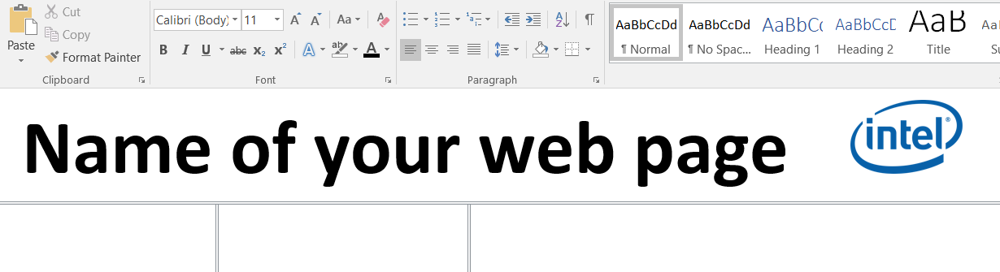 Cut
Calibri (Body) 11 Aa
AaBbCcDd AaBbCcDd AaBbCc AaBbCcD AaB
Copy
Paste
Format Painter
B I U abc x₂ x² A ab A
¶ Normal ¶ No Spac... Heading 1 Heading 2 Title
Clipboard Font Paragraph
Name of your web page
intel®